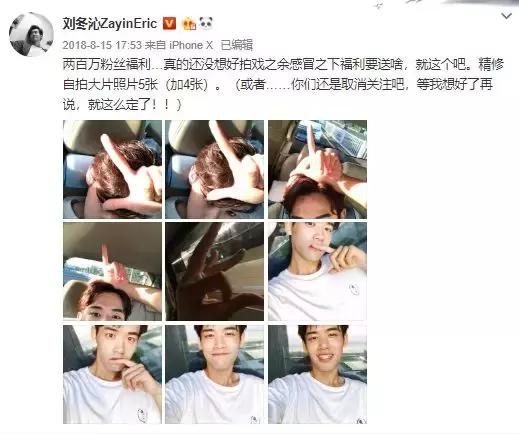 刘冬沁ZayinEric
2018-8-15 17:53 来自 iPhone X 已编辑
两百万粉丝福利...真的还没想好拍戏之余感冒之下福利要送啥，就这个吧。精修
自拍大片照片5张（加4张）。（或者……你们还是取消关注吧，等我想好了再
说，就这么定了！！）